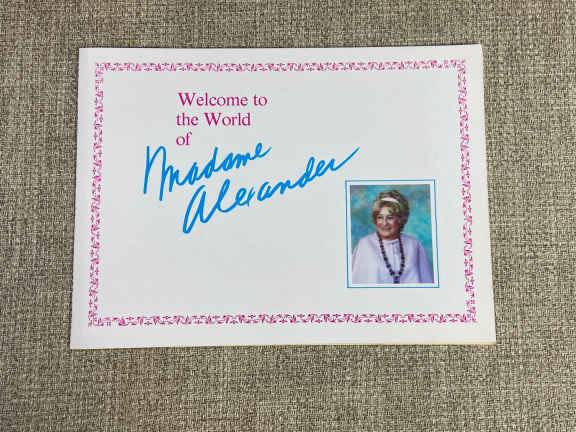 Welcome to
the World
of
Madame
Alexander